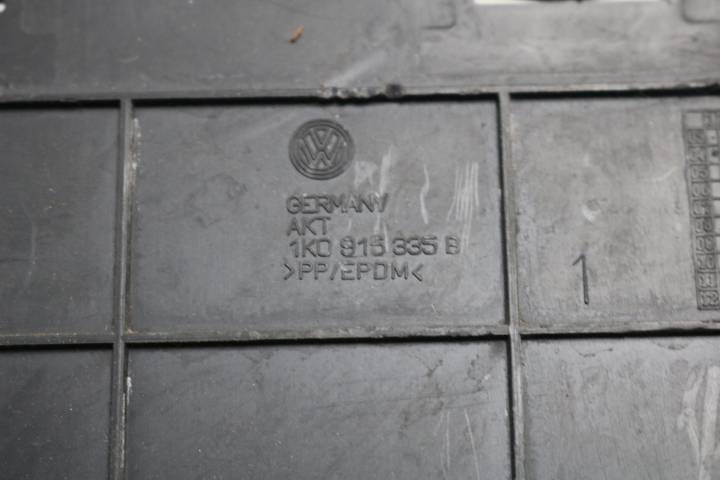 GERMANY
AKT
1K0 915 335 B
>PP/EPDM<
1